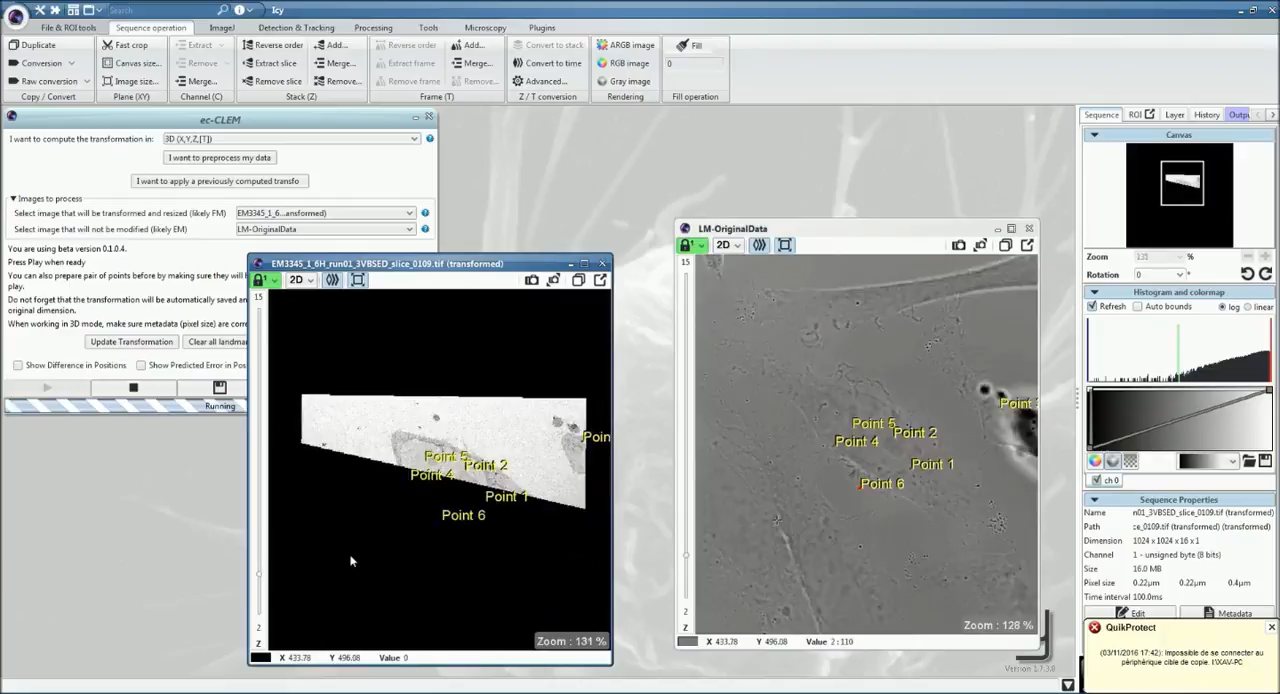 Search
Icy
File & ROI tools
Sequence operation
ImageJ
Detection & Tracking
Processing
Tools
Microscopy
Plugins
Duplicate
Conversion
Raw conversion
Copy / Convert
Fast crop
Canvas size...
Image size...
Plane (XY)
Extract
Remove
Merge...
Channel (C)
Reverse order
Extract slice
Remove slice
Add...
Merge...
Remove...
Stack (Z)
Reverse order
Extract frame
Remove frame
Add...
Merge...
Remove...
Frame (T)
Convert to stack
Convert to time
Advanced...
Z / T conversion
ARGB image
RGB image
Gray image
Rendering
Fill
0
Fill operation
ec-CLEM
I want to compute the transformation in:
3D (X,Y,Z,[T])
I want to preprocess my data
I want to apply a previously computed transfo
Images to process
Select image that will be transformed and resized (likely FM)
EM3345_1_6...ansformed)
Select image that will not be modified (likely EM)
LM-OriginalData
You are using beta version 0.1.0.4.
Press Play when ready
You can also prepare pair of points before by making sure they will
play.
Do not forget that the transformation will be automatically saved an
original dimension.
When working in 3D mode, make sure metadata (pixel size) are corre
Update Transformation
Clear all landma
Show Difference in Positions
Show Predicted Error in Pos
Running
EM3345_1_6H_run01_3VBSED_slice_0109.tif (transformed)
1
2D
15
Poin
Point 5
Point 2
Point 4
Point 1
Point 6
2
Z
Zoom : 131 %
X 433.78
Y 496.08
Value 0
LM-OriginalData
1
2D
15
Point
Point 5
Point 2
Point 4
Point 1
Point 6
2
Z
Zoom : 128 %
X 433.78
Y 496.08
Value 2:110
Version 1.7.3.0
Sequence
ROI
Layer
History
Outp
Canvas
Zoom
131
%
Rotation
0
°
Histogram and colormap
Refresh
Auto bounds
log
linear
ch 0
Sequence Properties
Name
n01_3VBSED_slice_0109.tif (transformed)
Path
ce_0109.tif (transformed) (transformed)
Dimension
1024 x 1024 x 16 x 1
Channel
1 - unsigned byte (8 bits)
Size
16.0 MB
Pixel size
0.22µm
0.22µm
0.4µm
Time interval
100.0ms
Edit
Metadata
QuikProtect
(03/11/2016 17:42): Impossible de se connecter au
périphérique cible de copie. \\XAV-PC